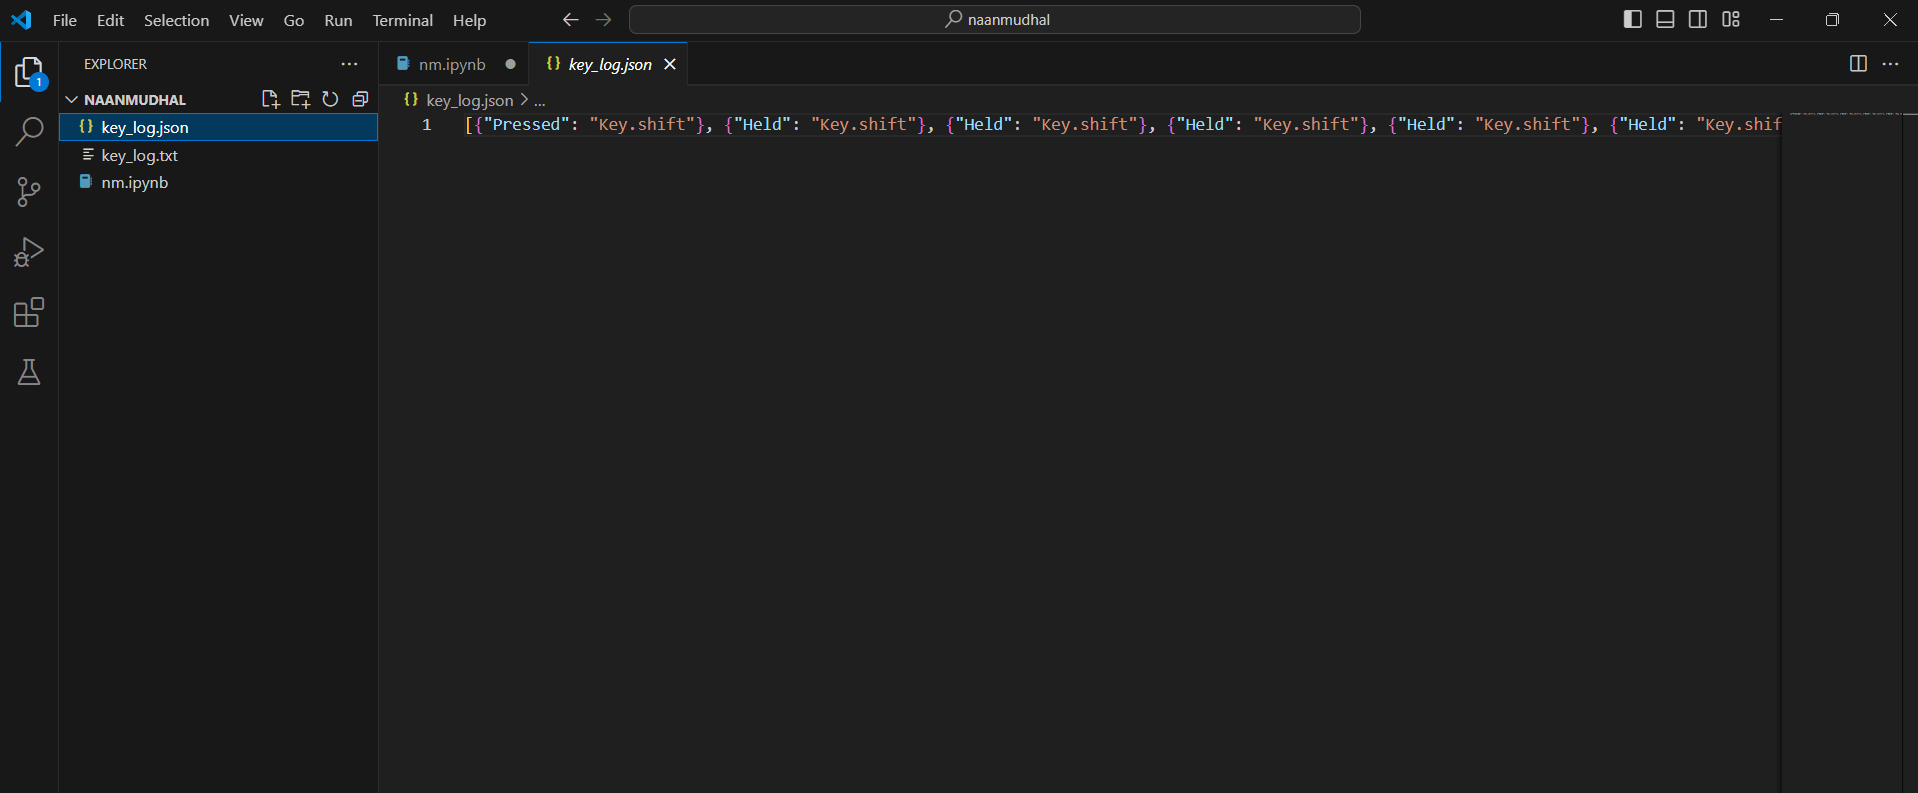 File Edit Selection View Go Run Terminal Help
naanmudhal
EXPLORER
nm.ipynb
key_log.json
NAANMUDHAL
key_log.json
key_log.txt
nm.ipynb
key_log.json > ...
1 [{"Pressed": "Key.shift"}, {"Held": "Key.shift"}, {"Held": "Key.shift"}, {"Held": "Key.shift"}, {"Held": "Key.shift"}, {"Held": "Key.shif
1